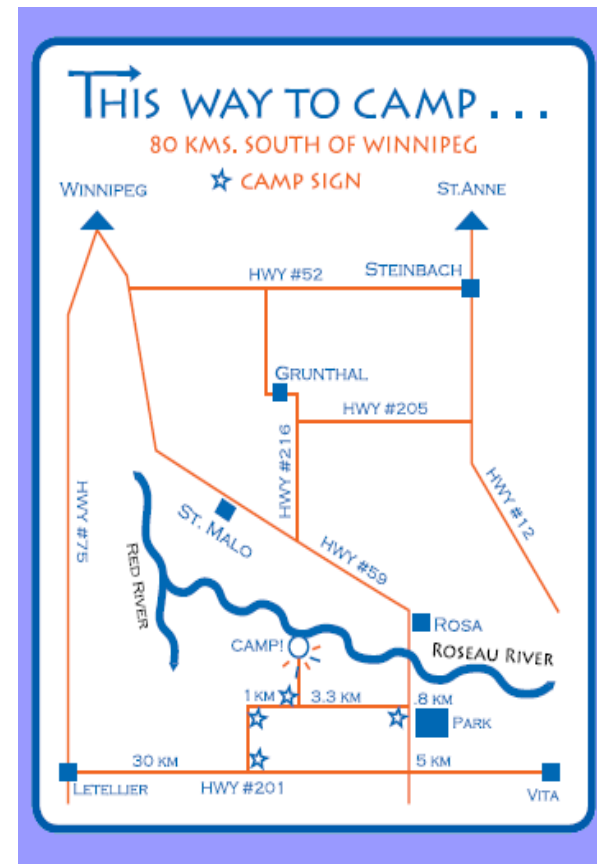 THIS WAY TO CAMP . . .
80 KMS. SOUTH OF WINNIPEG
CAMP SIGN
WINNIPEG
ST.ANNE
STEINBACH
HWY #52
GRUNTHAL
HWY #205
HWY #216
HWY #12
HWY #75
ST. MALO
HWY #59
RED RIVER
ROSA
CAMP!
ROSEAU RIVER
1 KM
3.3 KM
.8 KM
PARK
30 KM
5 KM
LETELLIER
HWY #201
VITA